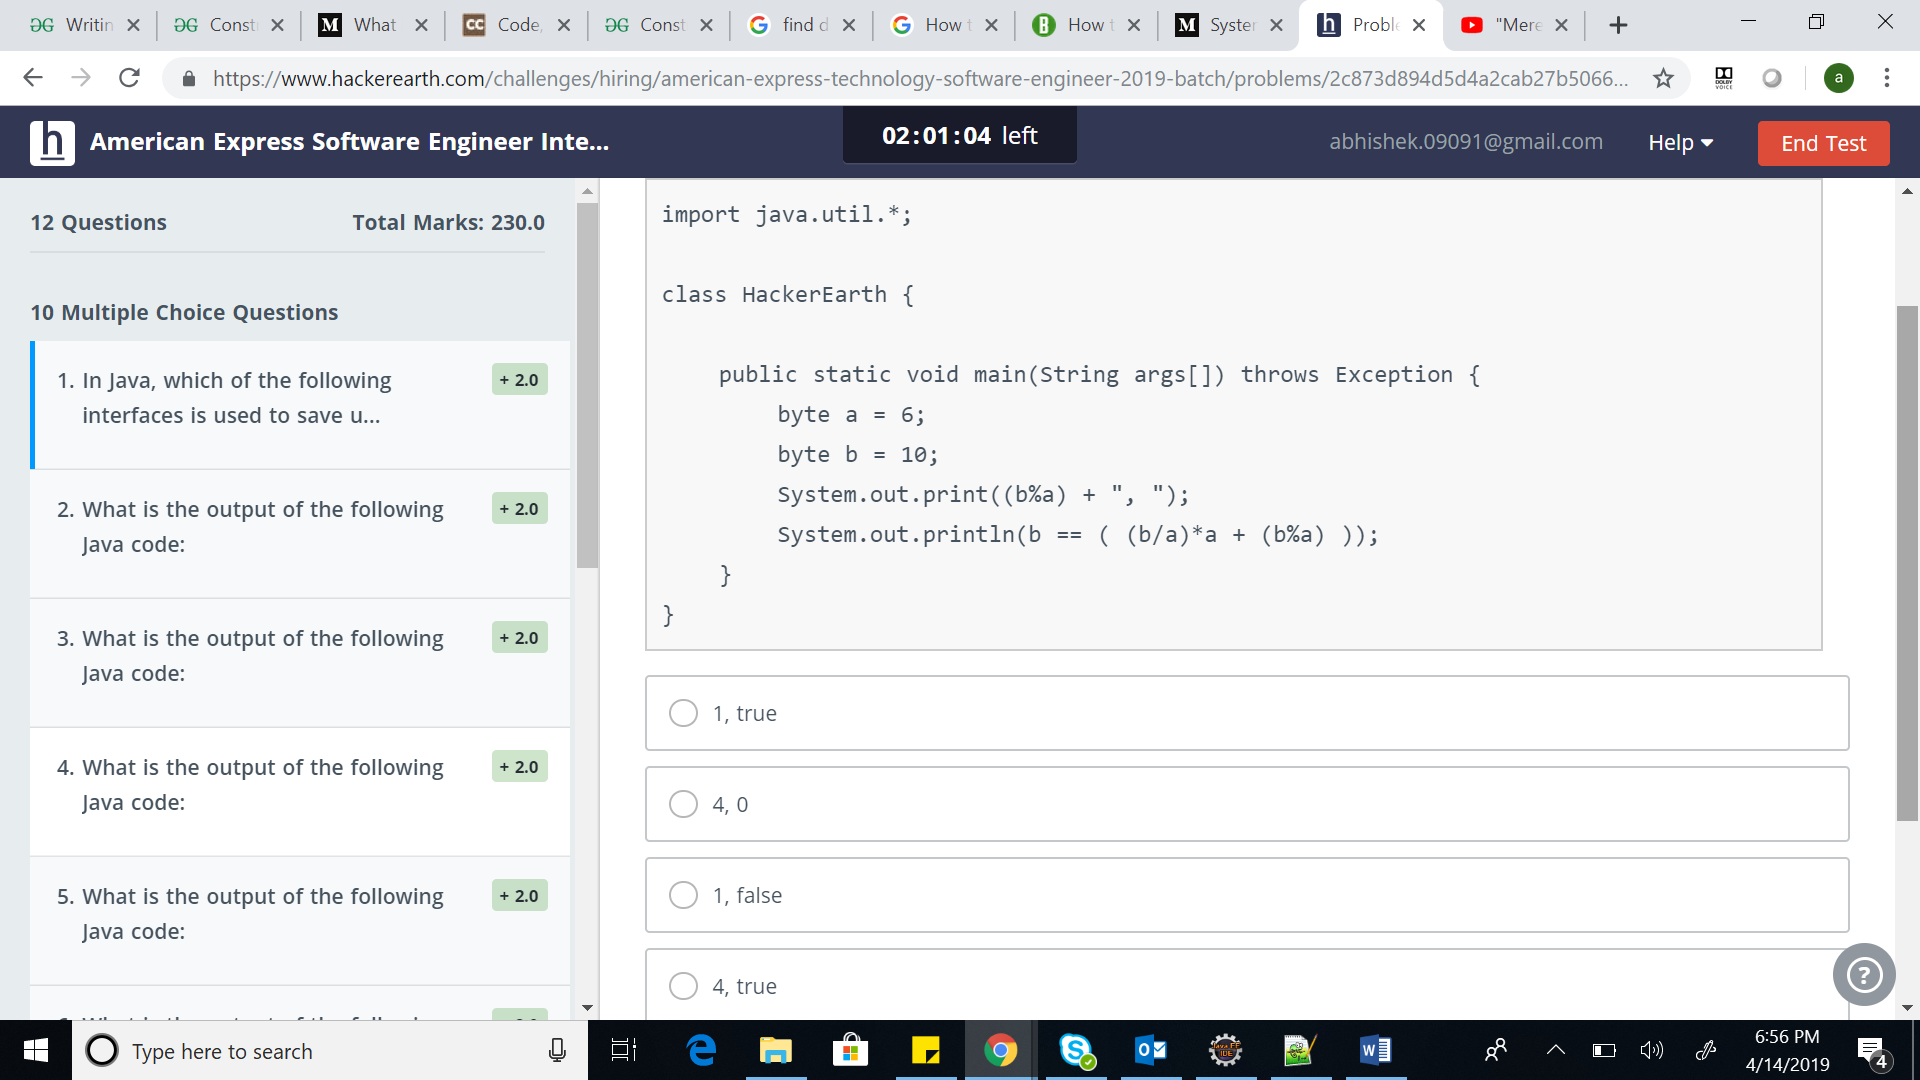 Writin
Const
What
Code,
Const
find d
How t
How t
Syster
Proble
"Mere
https://www.hackerearth.com/challenges/hiring/american-express-technology-software-engineer-2019-batch/problems/2c873d894d5d4a2cab27b5066...
DOLBY
VOICE
a
h
American Express Software Engineer Inte...
02:01:04 left
abhishek.09091@gmail.com
Help
End Test
12 Questions
Total Marks: 230.0
10 Multiple Choice Questions
1. In Java, which of the following
interfaces is used to save u...
+ 2.0
2. What is the output of the following
Java code:
+ 2.0
3. What is the output of the following
Java code:
+ 2.0
4. What is the output of the following
Java code:
+ 2.0
5. What is the output of the following
Java code:
+ 2.0
import java.util.*;
class HackerEarth {
public static void main(String args[]) throws Exception {
byte a = 6;
byte b = 10;
System.out.print((b%a) + ", ");
System.out.println(b == ( (b/a)*a + (b%a) ));
}
}
1, true
4, 0
1, false
4, true
?
Type here to search
6:56 PM
4/14/2019
4